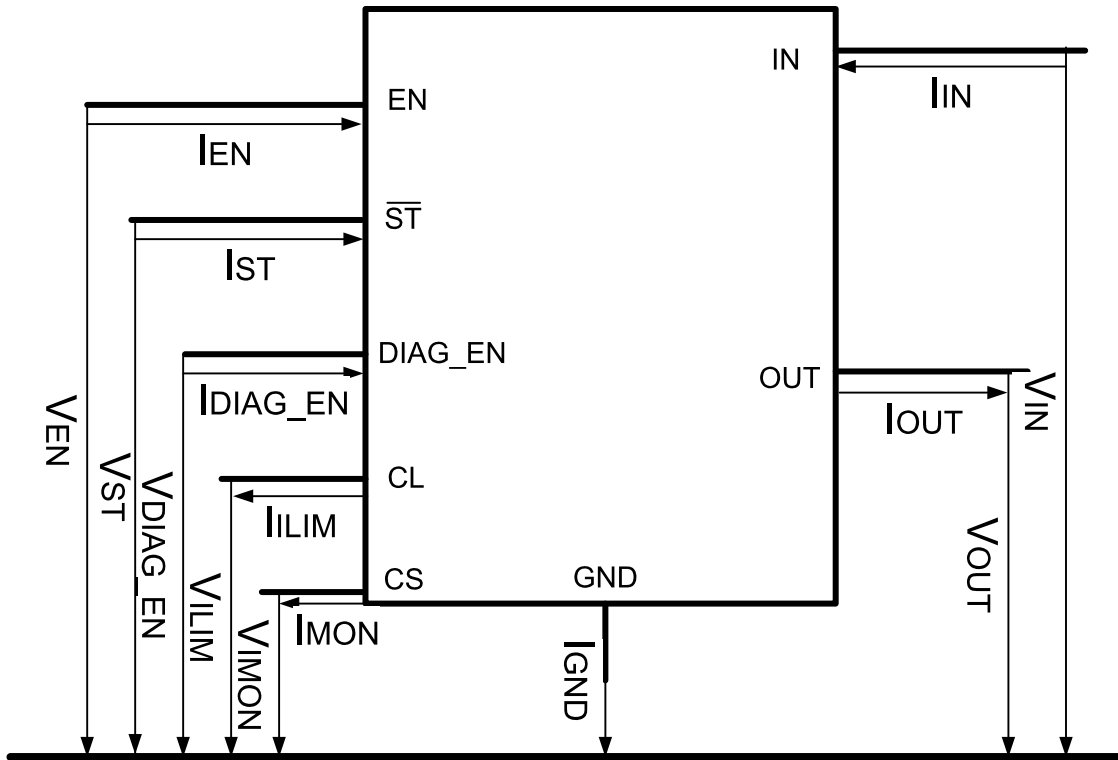 IN
IIN
EN
IEN
S̅T̅
IST
DIAG_EN
IDIAG_EN
OUT
IOUT
CL
IILIM
CS
IMON
GND
IGND
VEN
VST
VDIAG_EN
VILIM
VIMON
VOUT
VIN